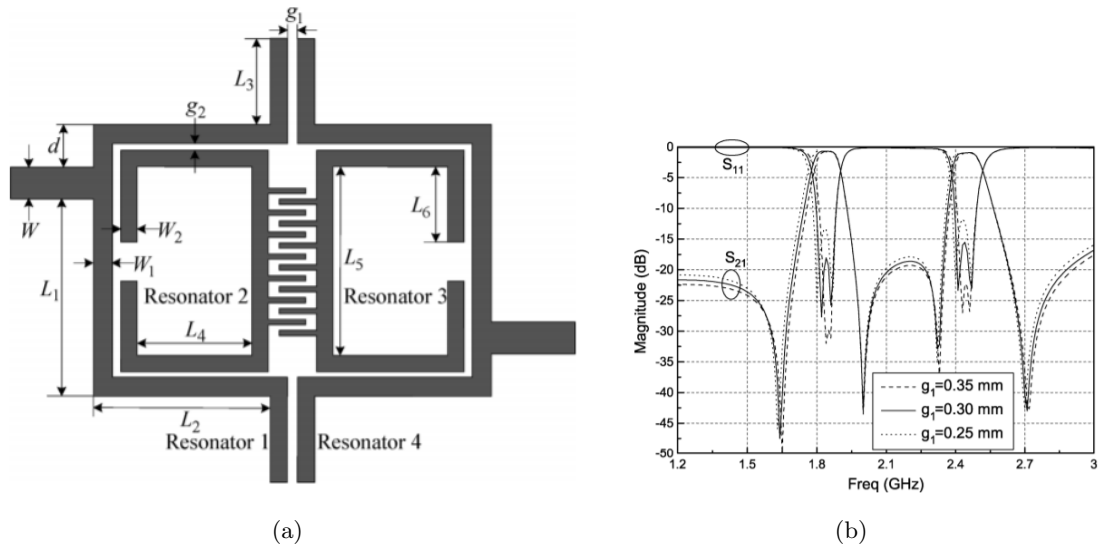 g1
L3
g2
d
W
W2
L6
W1
L5
L1
Resonator 2
Resonator 3
L4
L2
Resonator 1
Resonator 4
(a)
0
-5
-10
-15
-20
-25
-30
-35
-40
-45
-50
Magnitude (dB)
S11
S21
g1=0.35 mm
g1=0.30 mm
g1=0.25 mm
1.2
1.5
1.8
2.1
2.4
2.7
3
Freq (GHz)
(b)